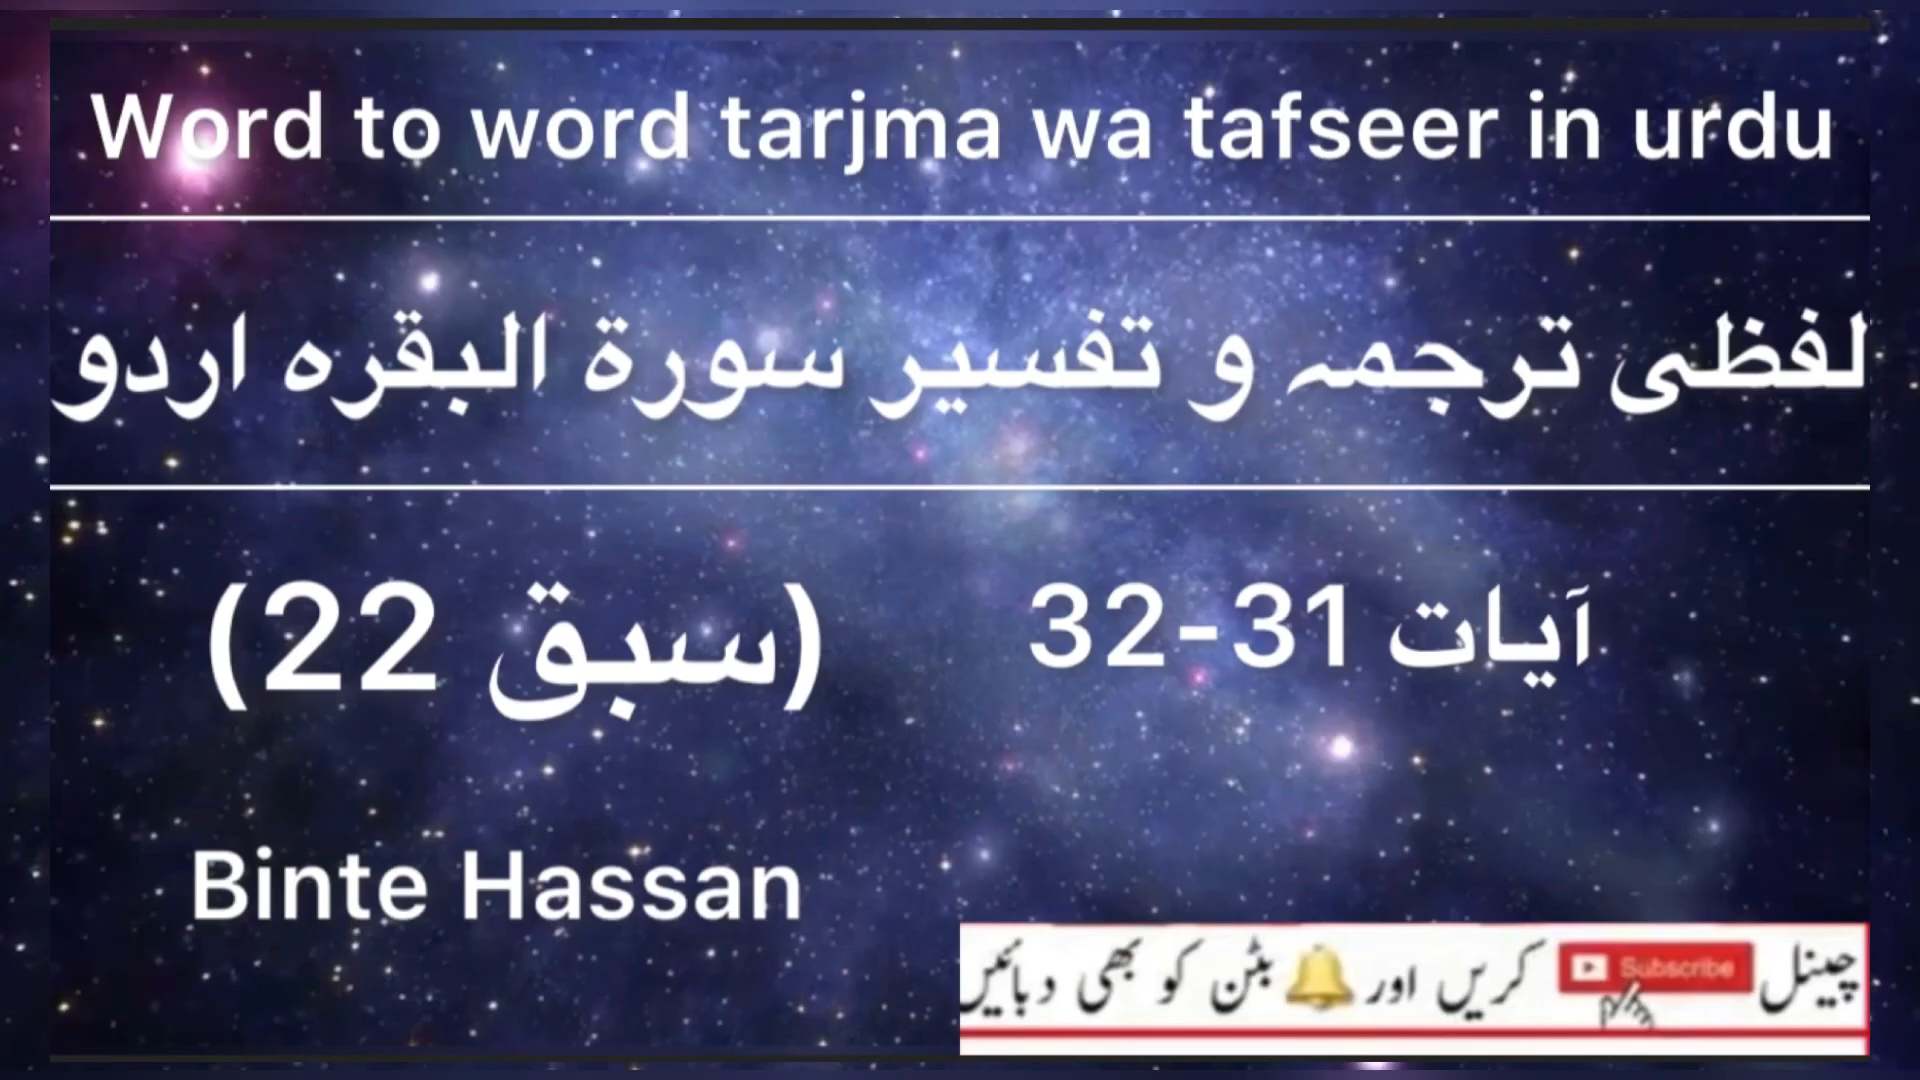 Word to word tarjma wa tafseer in urdu
لفظی ترجمہ و تفسیر سورۃ البقرہ اردو
آیات 31-32
(سبق 22)
Binte Hassan
چینل Subscribe کریں اور 🔔 بٹن کو بھی دبائیں